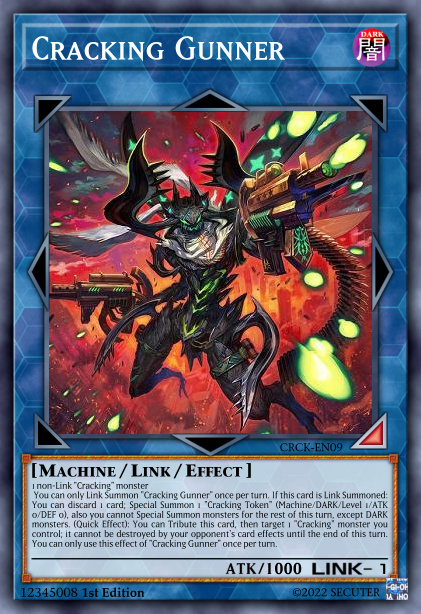 CRACKING GUNNER
DARK
闇
CRCK-EN09
[MACHINE / LINK / EFFECT]
1 non-Link "Cracking" monster
You can only Link Summon "Cracking Gunner" once per turn. If this card is Link Summoned:
You can discard 1 card; Special Summon 1 "Cracking Token" (Machine/DARK/Level 1/ATK
0/DEF 0), also you cannot Special Summon monsters for the rest of this turn, except DARK
monsters. (Quick Effect): You can Tribute this card, then target 1 "Cracking" monster you
control; it cannot be destroyed by your opponent's card effects until the end of this turn.
You can only use this effect of "Cracking Gunner" once per turn.
ATK/1000 LINK-1
12345008 1st Edition
©2022 SECUTER